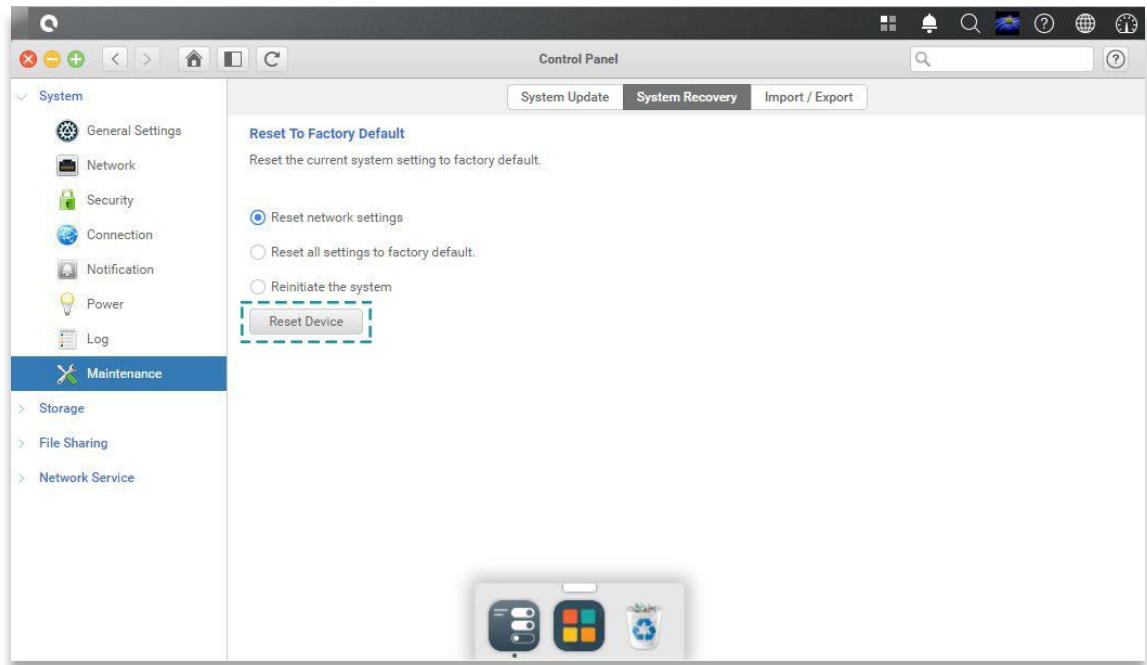 Control Panel
System
General Settings
Network
Security
Connection
Notification
Power
Log
Maintenance
Storage
File Sharing
Network Service
System Update
System Recovery
Import / Export
Reset To Factory Default
Reset the current system setting to factory default.
Reset network settings
Reset all settings to factory default.
Reinitiate the system
Reset Device